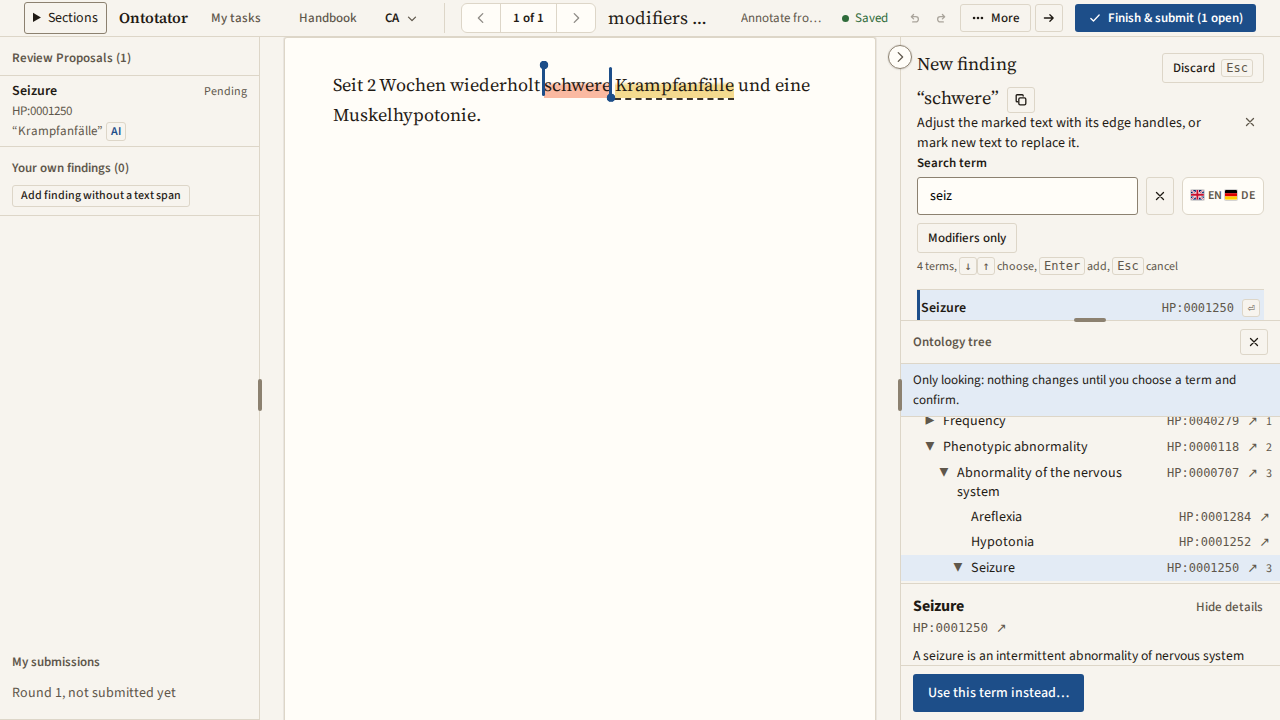 Sections Ontotator My tasks Handbook CA 1 of 1 modifiers ... Annotate fro... Saved More Finish & submit (1 open)
Review Proposals (1)
Seizure Pending
HP:0001250
“Krampfanfälle” AI
Your own findings (0)
Add finding without a text span
My submissions
Round 1, not submitted yet
Seit 2 Wochen wiederholt schwere Krampfanfälle und eine
Muskelhypotonie.
New finding Discard Esc
“schwere”
Adjust the marked text with its edge handles, or
mark new text to replace it.
Search term
seiz EN DE
Modifiers only
4 terms, ↓ ↑ choose, Enter add, Esc cancel
Seizure HP:0001250 ⏎
Ontology tree
Only looking: nothing changes until you choose a term and
confirm.
Frequency HP:0040279 ↗ 1
Phenotypic abnormality HP:0000118 ↗ 2
Abnormality of the nervous HP:0000707 ↗ 3
system
Areflexia HP:0001284 ↗
Hypotonia HP:0001252 ↗
Seizure HP:0001250 ↗ 3
Seizure Hide details
HP:0001250 ↗
A seizure is an intermittent abnormality of nervous system
Use this term instead...